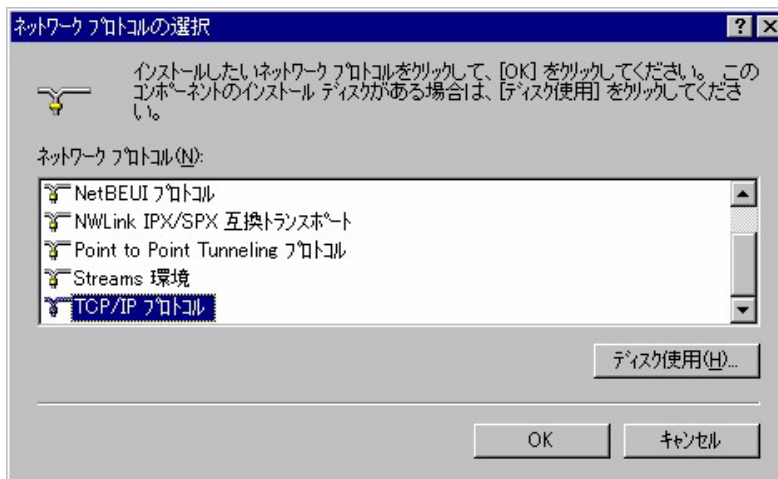 ネットワーク プロトコルの選択
インストールしたいネットワーク プロトコルをクリックして、[OK] をクリックしてください。 この
コンポーネントのインストール ディスクがある場合は、[ディスク使用] をクリックしてくださ
い。
ネットワーク プロトコル(N):
NetBEUI プロトコル
NWLink IPX/SPX 互換トランスポート
Point to Point Tunneling プロトコル
Streams 環境
TCP/IP プロトコル
ディスク使用(H)...
OK
キャンセル